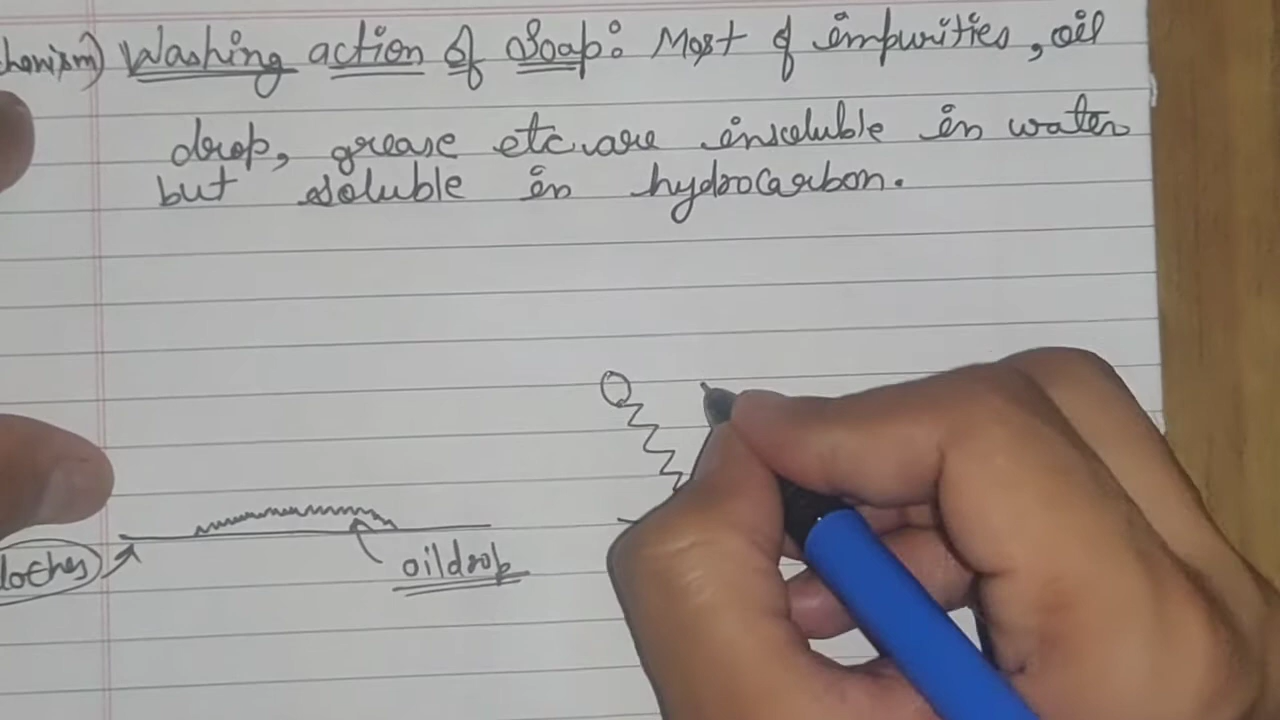 Washing action of Soap: Most of impurities, oil
drop, grease etc are insoluble in water
but soluble in hydrocarbon.
oildrop